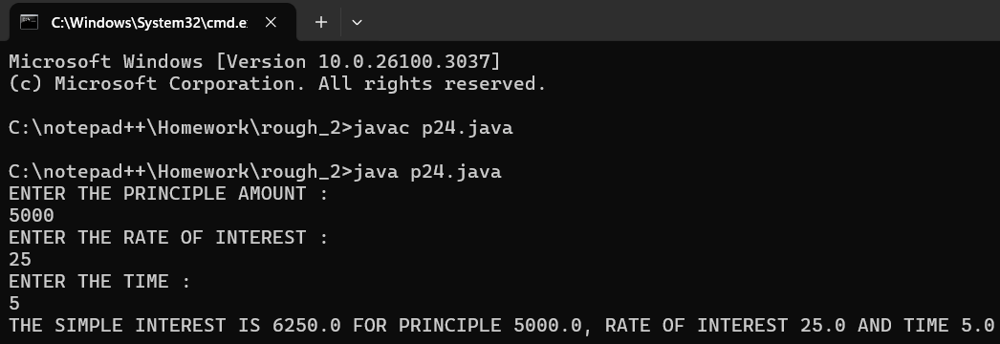 C:\Windows\System32\cmd.e
Microsoft Windows [Version 10.0.26100.3037]
(c) Microsoft Corporation. All rights reserved.
C:\notepad++\Homework\rough_2>javac p24.java
C:\notepad++\Homework\rough_2>java p24.java
ENTER THE PRINCIPLE AMOUNT :
5000
ENTER THE RATE OF INTEREST :
25
ENTER THE TIME :
5
THE SIMPLE INTEREST IS 6250.0 FOR PRINCIPLE 5000.0, RATE OF INTEREST 25.0 AND TIME 5.0